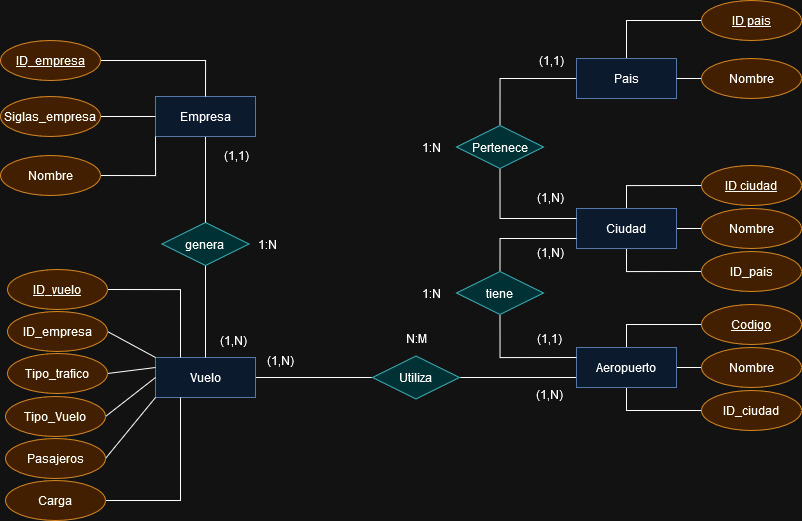 ID pais
(1,1)
Pais
Nombre
ID_empresa
Siglas_empresa
Empresa
Nombre
(1,1)
1:N
Pertenece
(1,N)
ID ciudad
Ciudad
Nombre
(1,N)
ID_pais
genera
1:N
1:N
tiene
ID_vuelo
ID_empresa
Tipo_trafico
Tipo_Vuelo
Pasajeros
Carga
(1,N)
Vuelo
(1,N)
N:M
Utiliza
(1,1)
Codigo
Aeropuerto
Nombre
(1,N)
ID_ciudad